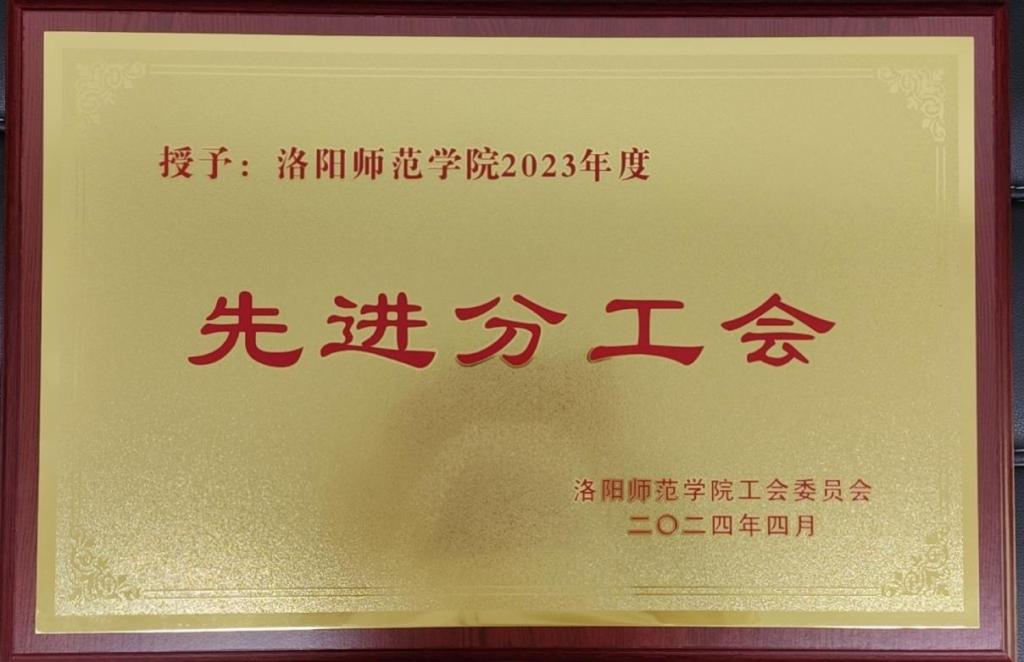 授予：洛阳师范学院2023年度
先进分工会
洛阳师范学院工会委员会
二〇二四年四月